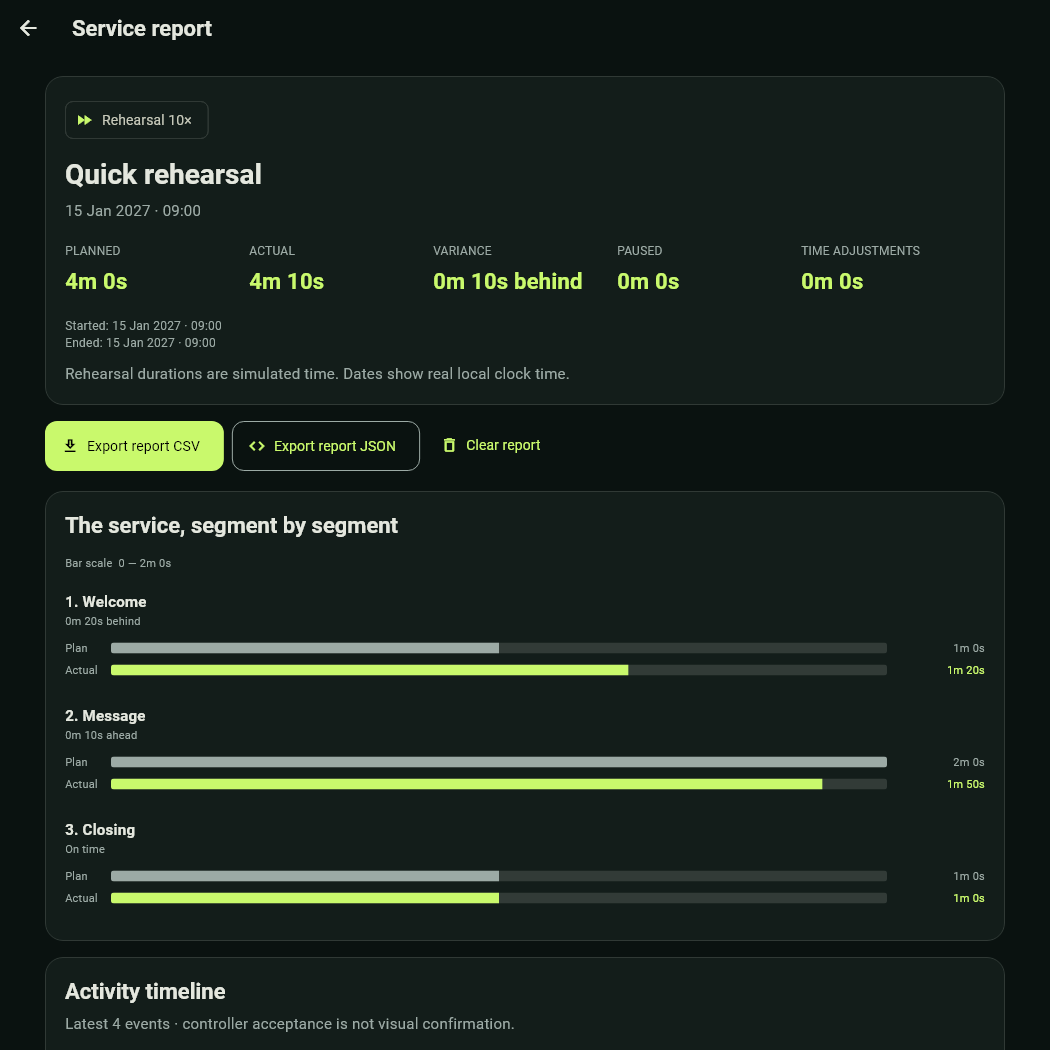 Service report
Rehearsal 10×
Quick rehearsal
15 Jan 2027 · 09:00
PLANNED ACTUAL VARIANCE PAUSED TIME ADJUSTMENTS
4m 0s 4m 10s 0m 10s behind 0m 0s 0m 0s
Started: 15 Jan 2027 · 09:00
Ended: 15 Jan 2027 · 09:00
Rehearsal durations are simulated time. Dates show real local clock time.
Export report CSV Export report JSON Clear report
The service, segment by segment
Bar scale 0 – 2m 0s
1. Welcome
0m 20s behind
Plan 1m 0s
Actual 1m 20s
2. Message
0m 10s ahead
Plan 2m 0s
Actual 1m 50s
3. Closing
On time
Plan 1m 0s
Actual 1m 0s
Activity timeline
Latest 4 events · controller acceptance is not visual confirmation.